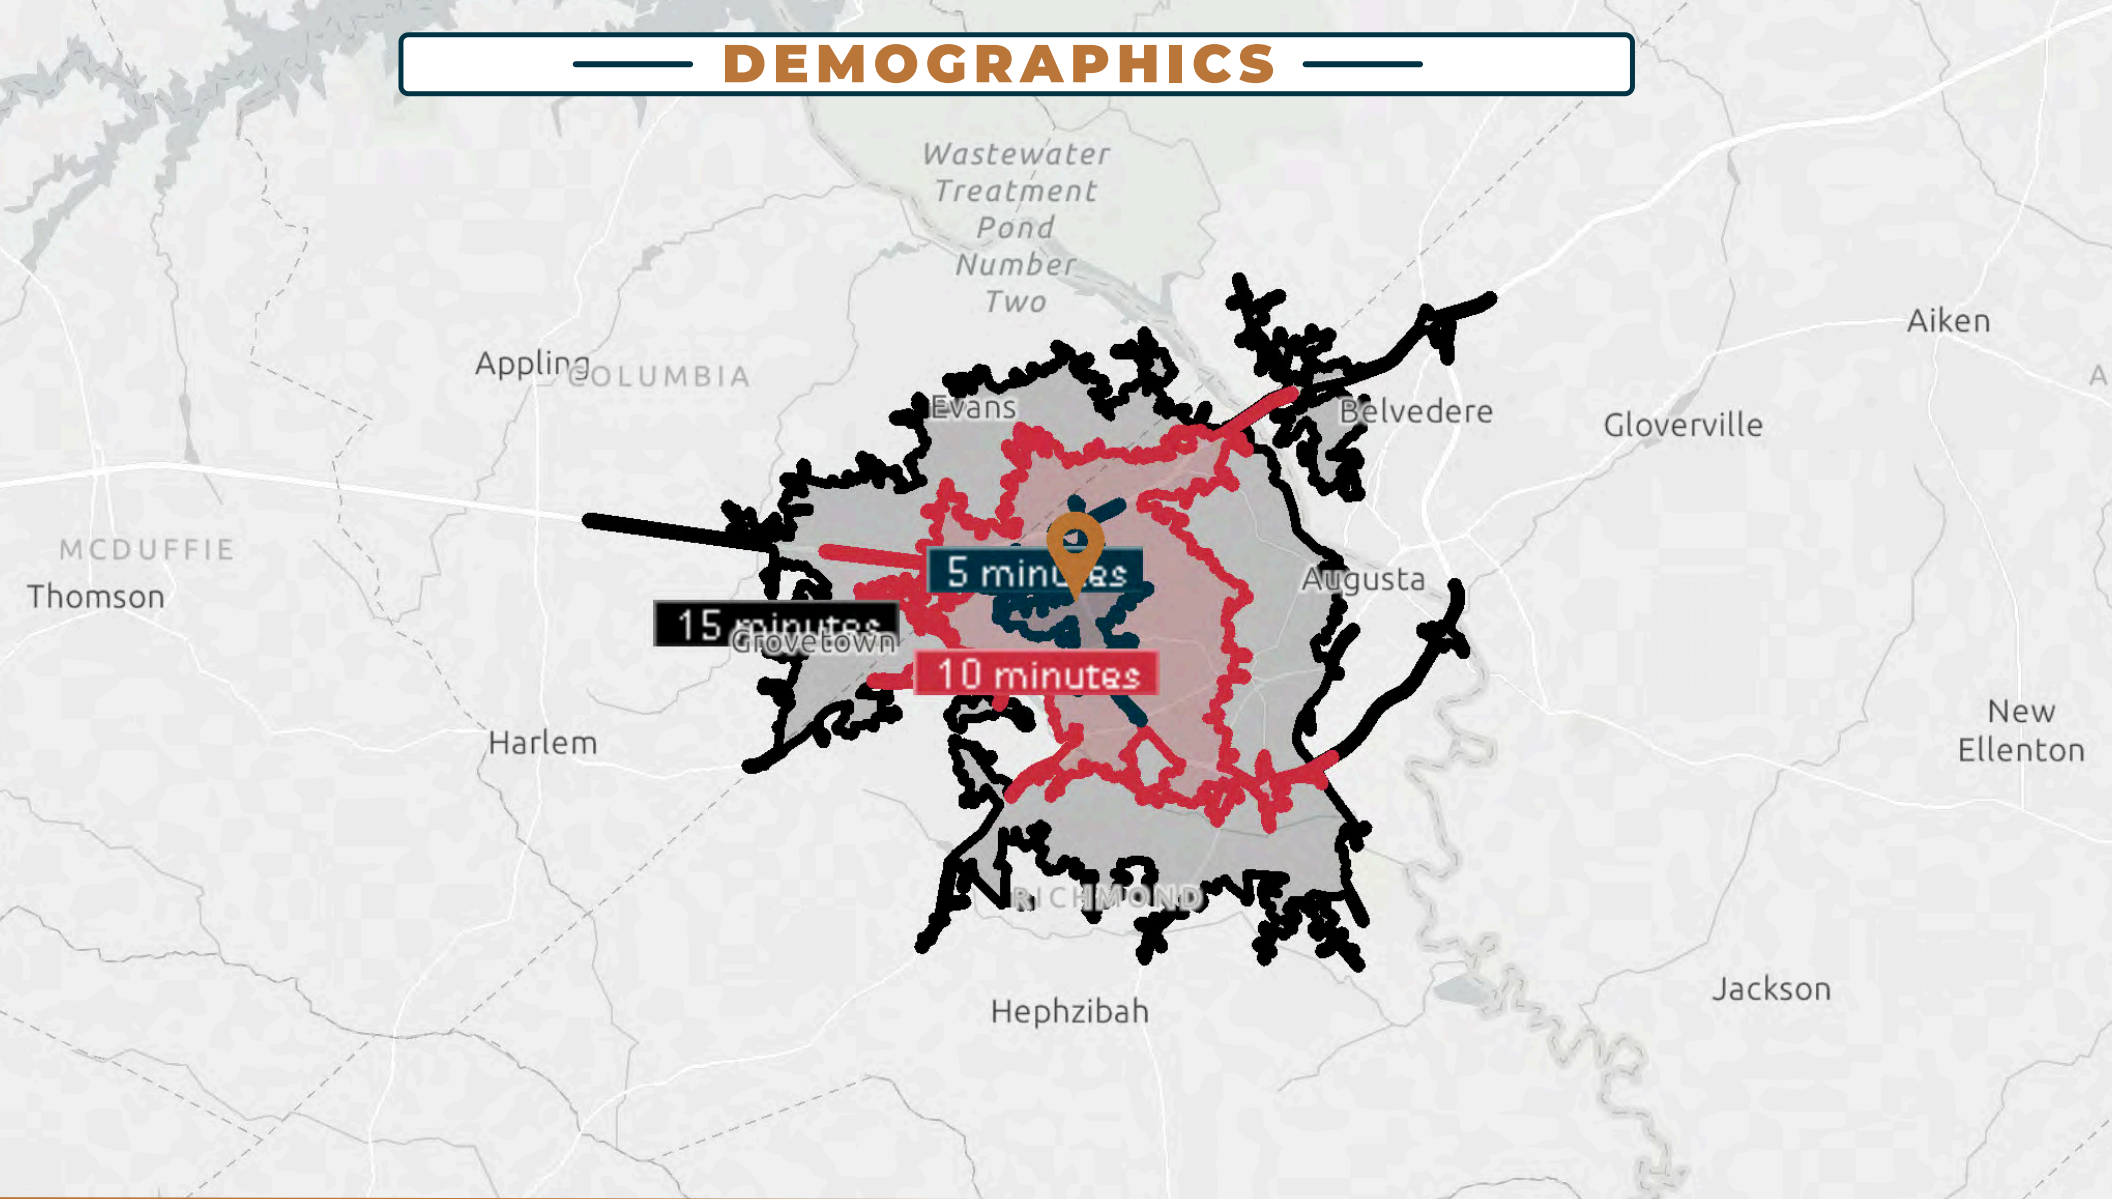 DEMOGRAPHICS
Wastewater
Treatment
Pond
Number
Two
Aiken
Appling
COLUMBIA
Evans
Belvedere
Gloverville
MCDUFFIE
Thomson
5 minutes
Augusta
15 minutes
Grovetown
10 minutes
Harlem
New
Ellenton
RICHMOND
Jackson
Hephzibah
A